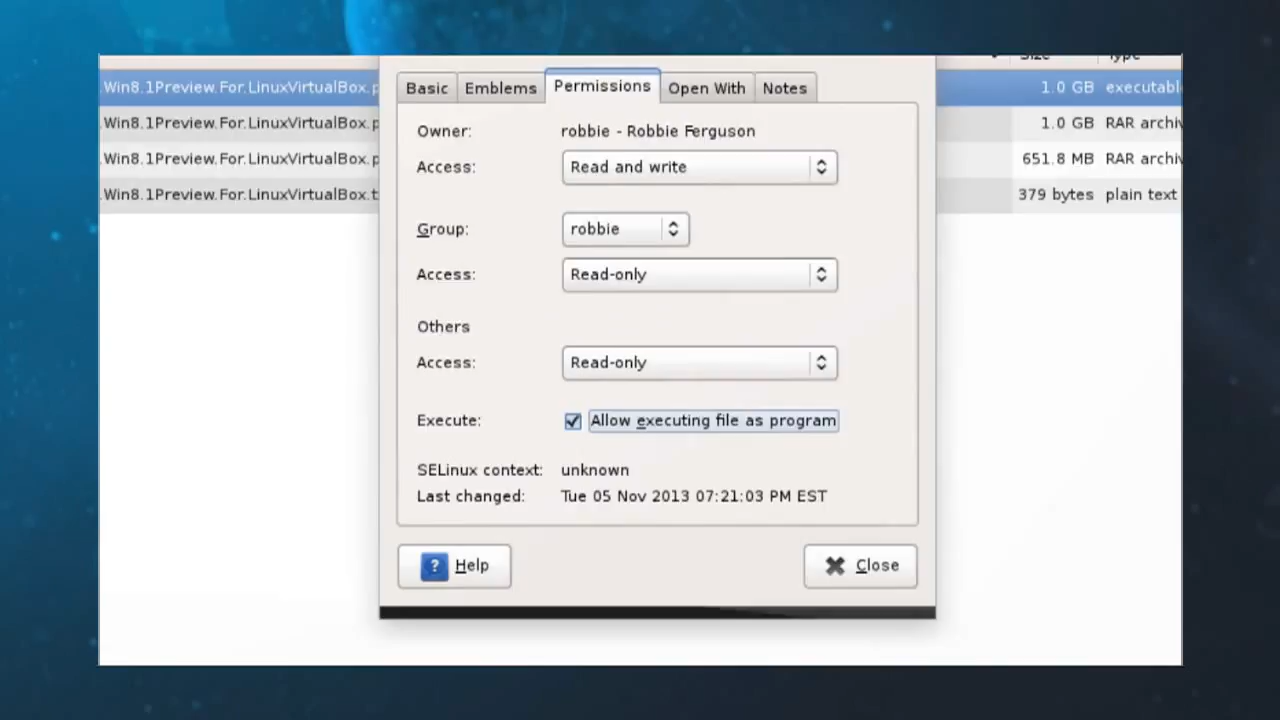 Size Type
Basic Emblems Permissions Open With Notes
.Win8.1Preview.For.LinuxVirtualBox.p 1.0 GB executabl
.Win8.1Preview.For.LinuxVirtualBox.p 1.0 GB RAR archiv
.Win8.1Preview.For.LinuxVirtualBox.p 651.8 MB RAR archiv
.Win8.1Preview.For.LinuxVirtualBox.t 379 bytes plain text
Owner: robbie - Robbie Ferguson
Access: Read and write
Group: robbie
Access: Read-only
Others
Access: Read-only
Execute: Allow executing file as program
SELinux context: unknown
Last changed: Tue 05 Nov 2013 07:21:03 PM EST
? Help Close